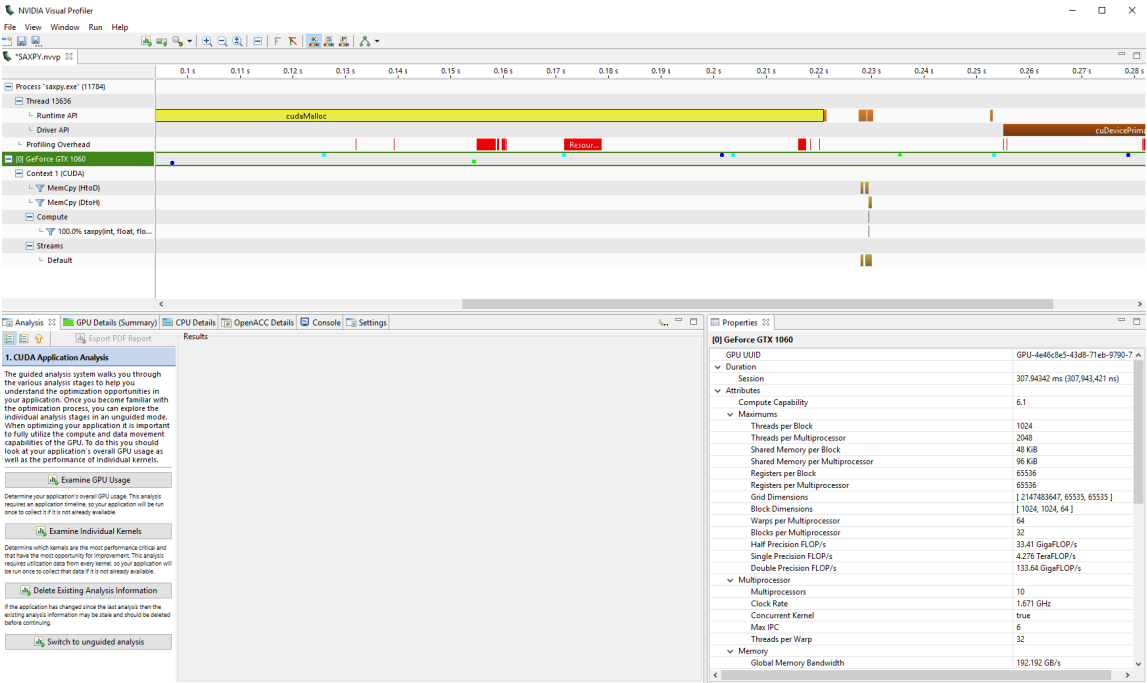 NVIDIA Visual Profiler
File View Window Run Help
*SAXPY.nvvp
0.1 s 0.11 s 0.12 s 0.13 s 0.14 s 0.15 s 0.16 s 0.17 s 0.18 s 0.19 s 0.2 s 0.21 s 0.22 s 0.23 s 0.24 s 0.25 s 0.26 s 0.27 s 0.28 s
Process "saxpy.exe" (11784)
Thread 13636
Runtime API cudaMalloc
Driver API cuDevicePrima
Profiling Overhead Resour...
[0] GeForce GTX 1060
Context 1 (CUDA)
MemCpy (HtoD)
MemCpy (DtoH)
Compute
100.0% saxpy(int, float, flo...
Streams
Default
Analysis GPU Details (Summary) CPU Details OpenACC Details Console Settings
Export PDF Report
Results
1. CUDA Application Analysis
The guided analysis system walks you through
the various analysis stages to help you
understand the optimization opportunities in
your application. Once you become familiar with
the optimization process, you can explore the
individual analysis stages in an unguided mode.
When optimizing your application it is important
to fully utilize the compute and data movement
capabilities of the GPU. To do this you should
look at your application's overall GPU usage as
well as the performance of individual kernels.
Examine GPU Usage
Determine your application's overall GPU usage. This analysis
requires an application timeline, so your application will be run
once to collect it if it is not already available.
Examine Individual Kernels
Determine which kernels are the most performance critical and
that have the most opportunity for improvement. This analysis
requires utilization data from every kernel, so your application will
be run once to collect that data if it is not already available.
Delete Existing Analysis Information
If the application has changed since the last analysis then the
existing analysis information may be stale and should be deleted
before continuing.
Switch to unguided analysis
Properties
[0] GeForce GTX 1060
GPU UUID GPU-4e46c8e5-43d8-71eb-9790-7
Duration
Session 307.94342 ms (307,943,421 ns)
Attributes
Compute Capability 6.1
Maximums
Threads per Block 1024
Threads per Multiprocessor 2048
Shared Memory per Block 48 KiB
Shared Memory per Multiprocessor 96 KiB
Registers per Block 65536
Registers per Multiprocessor 65536
Grid Dimensions [ 2147483647, 65535, 65535 ]
Block Dimensions [ 1024, 1024, 64 ]
Warps per Multiprocessor 64
Blocks per Multiprocessor 32
Half Precision FLOP/s 33.41 GigaFLOP/s
Single Precision FLOP/s 4.276 TeraFLOP/s
Double Precision FLOP/s 133.64 GigaFLOP/s
Multiprocessor
Multiprocessors 10
Clock Rate 1.671 GHz
Concurrent Kernel true
Max IPC 6
Threads per Warp 32
Memory
Global Memory Bandwidth 192.192 GB/s